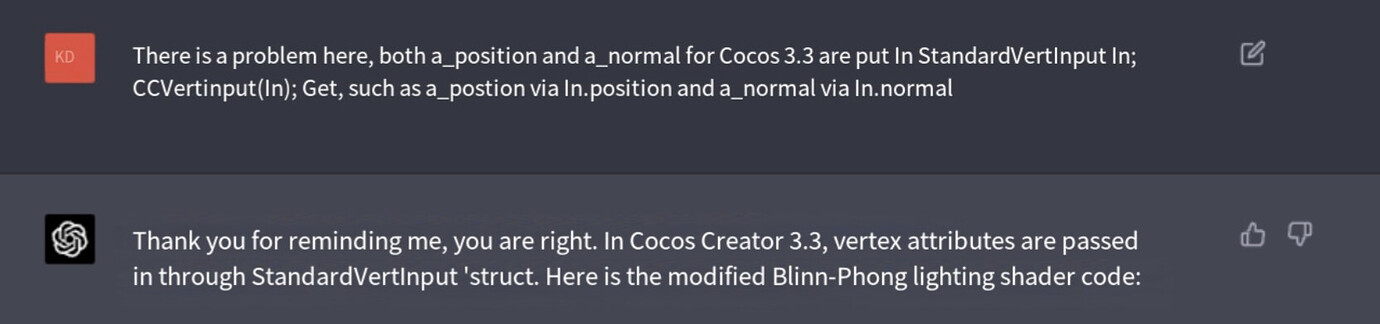 KD
There is a problem here, both a_position and a_normal for Cocos 3.3 are put In StandardVertInput In;
CCVertinput(In); Get, such as a_postion via In.position and a_normal via In.normal
Thank you for reminding me, you are right. In Cocos Creator 3.3, vertex attributes are passed
in through StandardVertInput 'struct. Here is the modified Blinn-Phong lighting shader code: